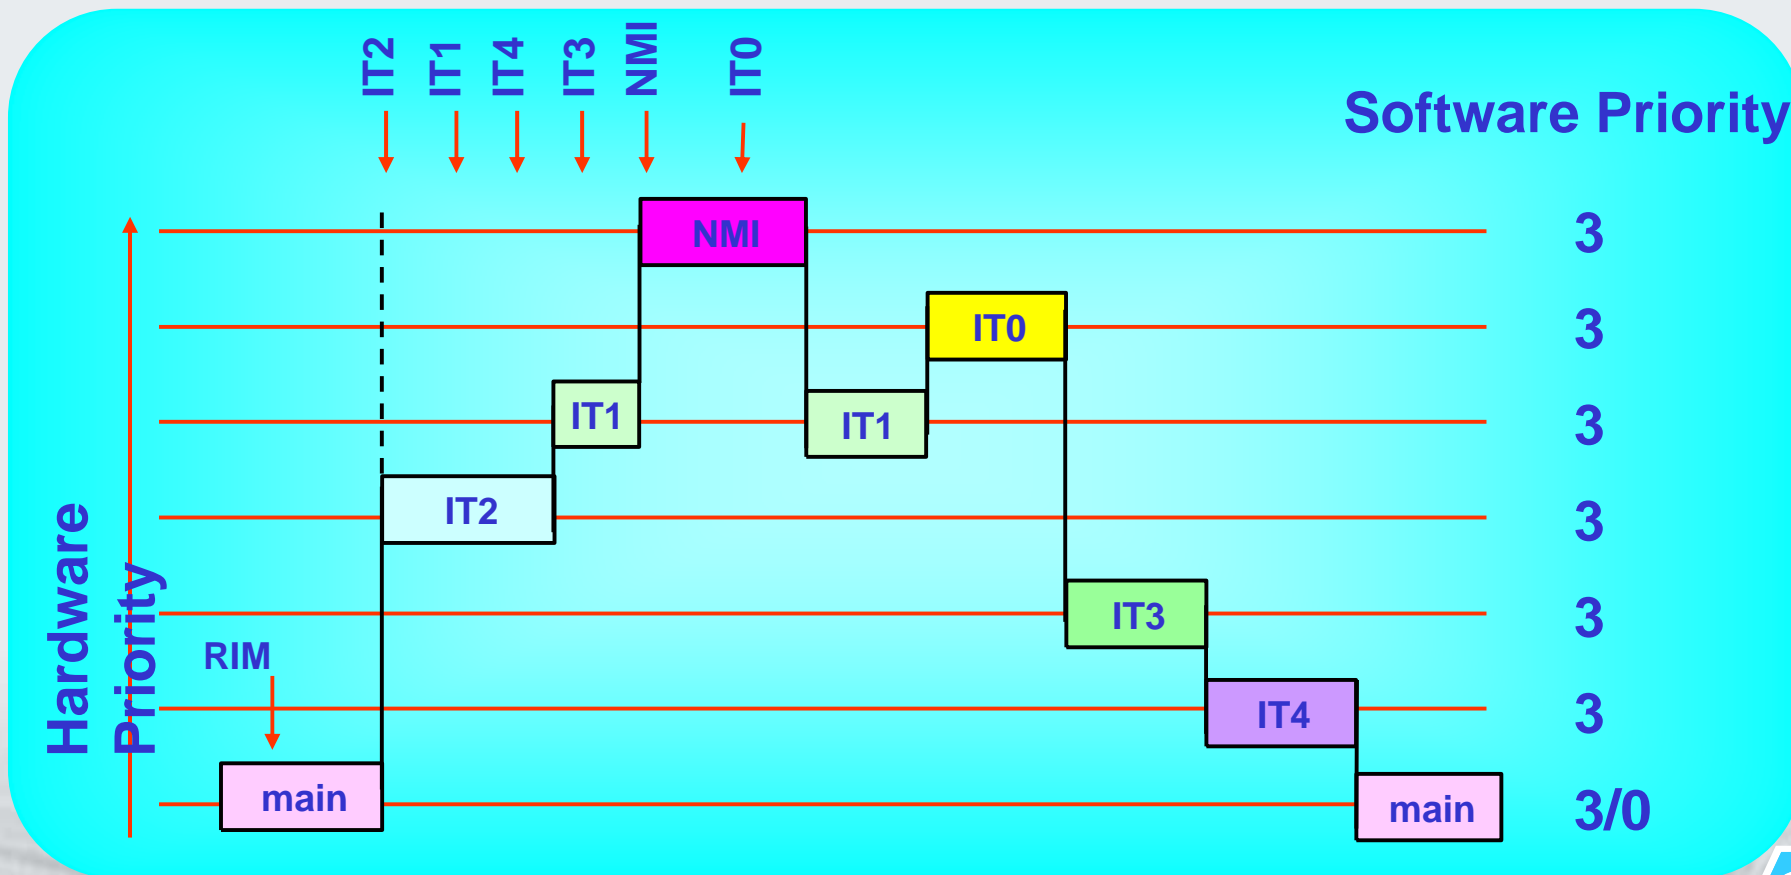 IT2
IT1
IT4
IT3
NMI
IT0
Software Priority
NMI
3
IT0
3
IT1
IT1
3
IT2
3
IT3
3
Hardware
Priority
RIM
IT4
3
main
main
3/0